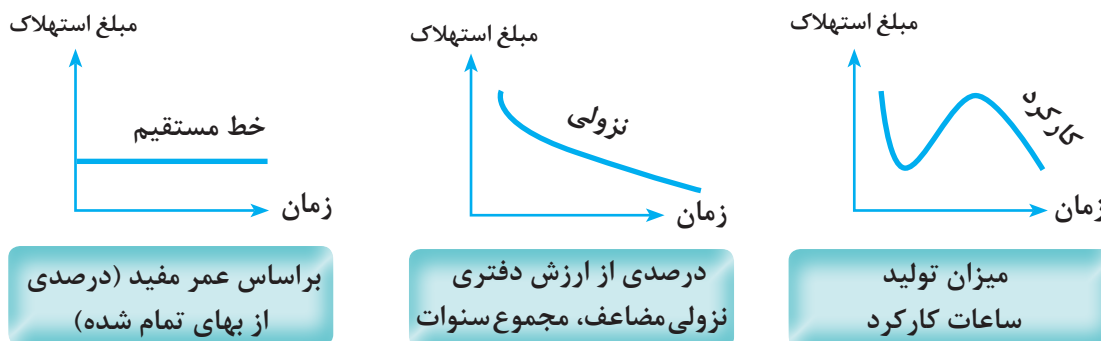 مبلغ استهلاک
کارکرد
زمان
میزان تولید
ساعات کارکرد
مبلغ استهلاک
نزولی
زمان
درصدی از ارزش دفتری
نزولی مضاعف، مجموع سنوات
مبلغ استهلاک
خط مستقیم
زمان
براساس عمر مفید (درصدی
از بهای تمام شده)